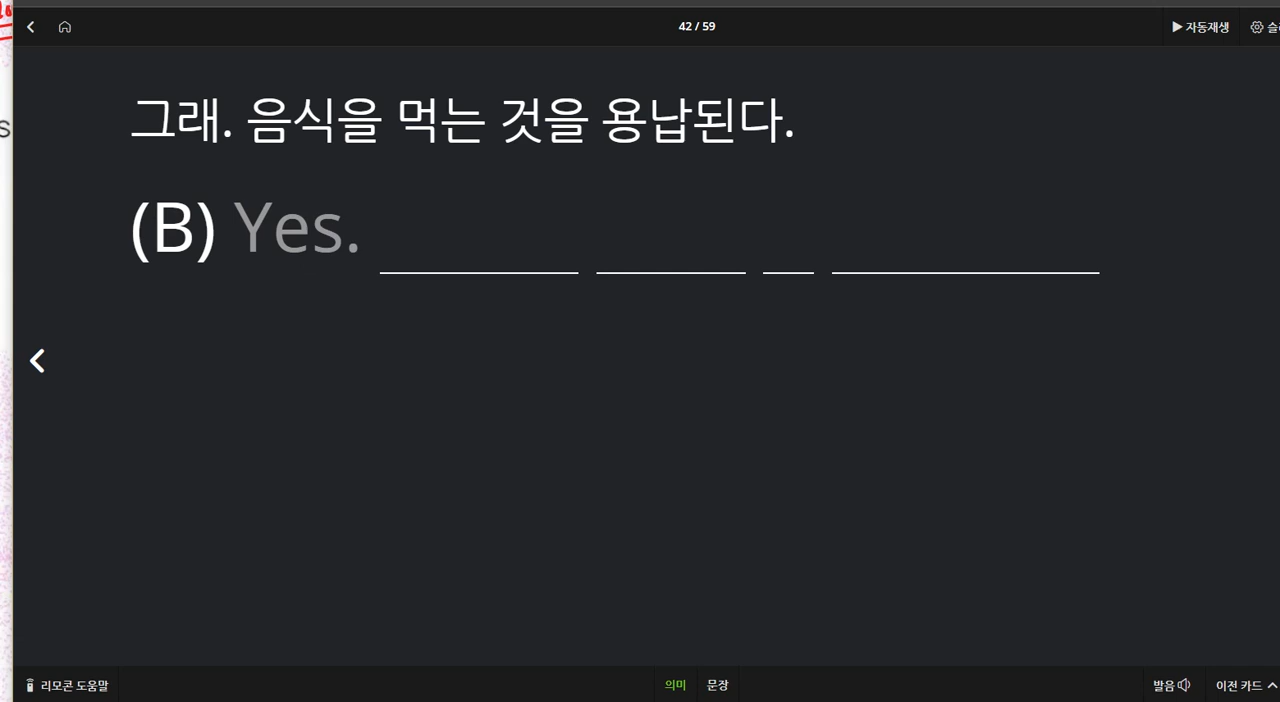 42 / 59
▶ 자동재생
그래. 음식을 먹는 것을 용납된다.
(B) Yes.
리모콘 도움말
의미
문장
발음
이전 카드